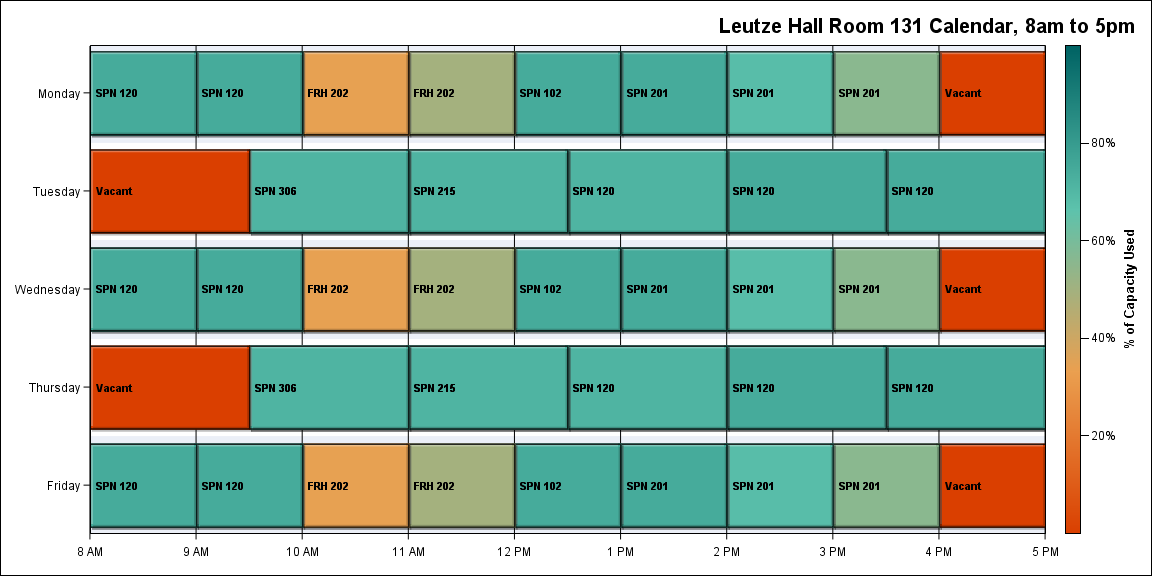 Leutze Hall Room 131 Calendar, 8am to 5pm
Monday SPN 120 SPN 120 FRH 202 FRH 202 SPN 102 SPN 201 SPN 201 SPN 201 Vacant
Tuesday Vacant SPN 306 SPN 215 SPN 120 SPN 120 SPN 120
Wednesday SPN 120 SPN 120 FRH 202 FRH 202 SPN 102 SPN 201 SPN 201 SPN 201 Vacant
Thursday Vacant SPN 306 SPN 215 SPN 120 SPN 120 SPN 120
Friday SPN 120 SPN 120 FRH 202 FRH 202 SPN 102 SPN 201 SPN 201 SPN 201 Vacant
8 AM 9 AM 10 AM 11 AM 12 PM 1 PM 2 PM 3 PM 4 PM 5 PM
80%
60%
40%
20%
% of Capacity Used